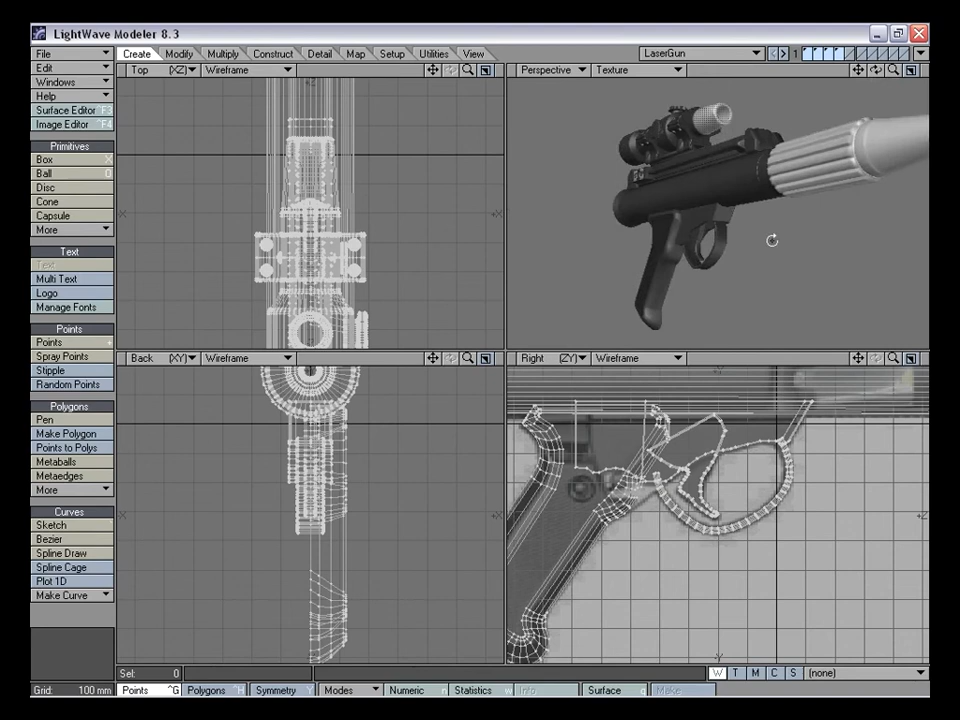 LightWave Modeler 8.3
File
Edit
Windows
Help
Surface Editor ^F3
Image Editor ^F4
Primitives
Box X
Ball O
Disc
Cone
Capsule
More
Text
Text
Multi Text
Logo
Manage Fonts
Points
Points +
Spray Points
Stipple
Random Points
Polygons
Pen
Make Polygon
Points to Polys
Metaballs
Metaedges
More
Curves
Sketch
Bezier
Spline Draw
Spline Cage
Plot 1D
Make Curve
Create Modify Multiply Construct Detail Map Setup Utilities View
LaserGun 1
Top (XZ) Wireframe
Perspective Texture
Back (XY) Wireframe
Right (ZY) Wireframe
Sel: 0
W T M C S (none)
Grid: 100 mm
Points ^G Polygons ^H Symmetry Y Modes Numeric n Statistics w Info Surface q Make